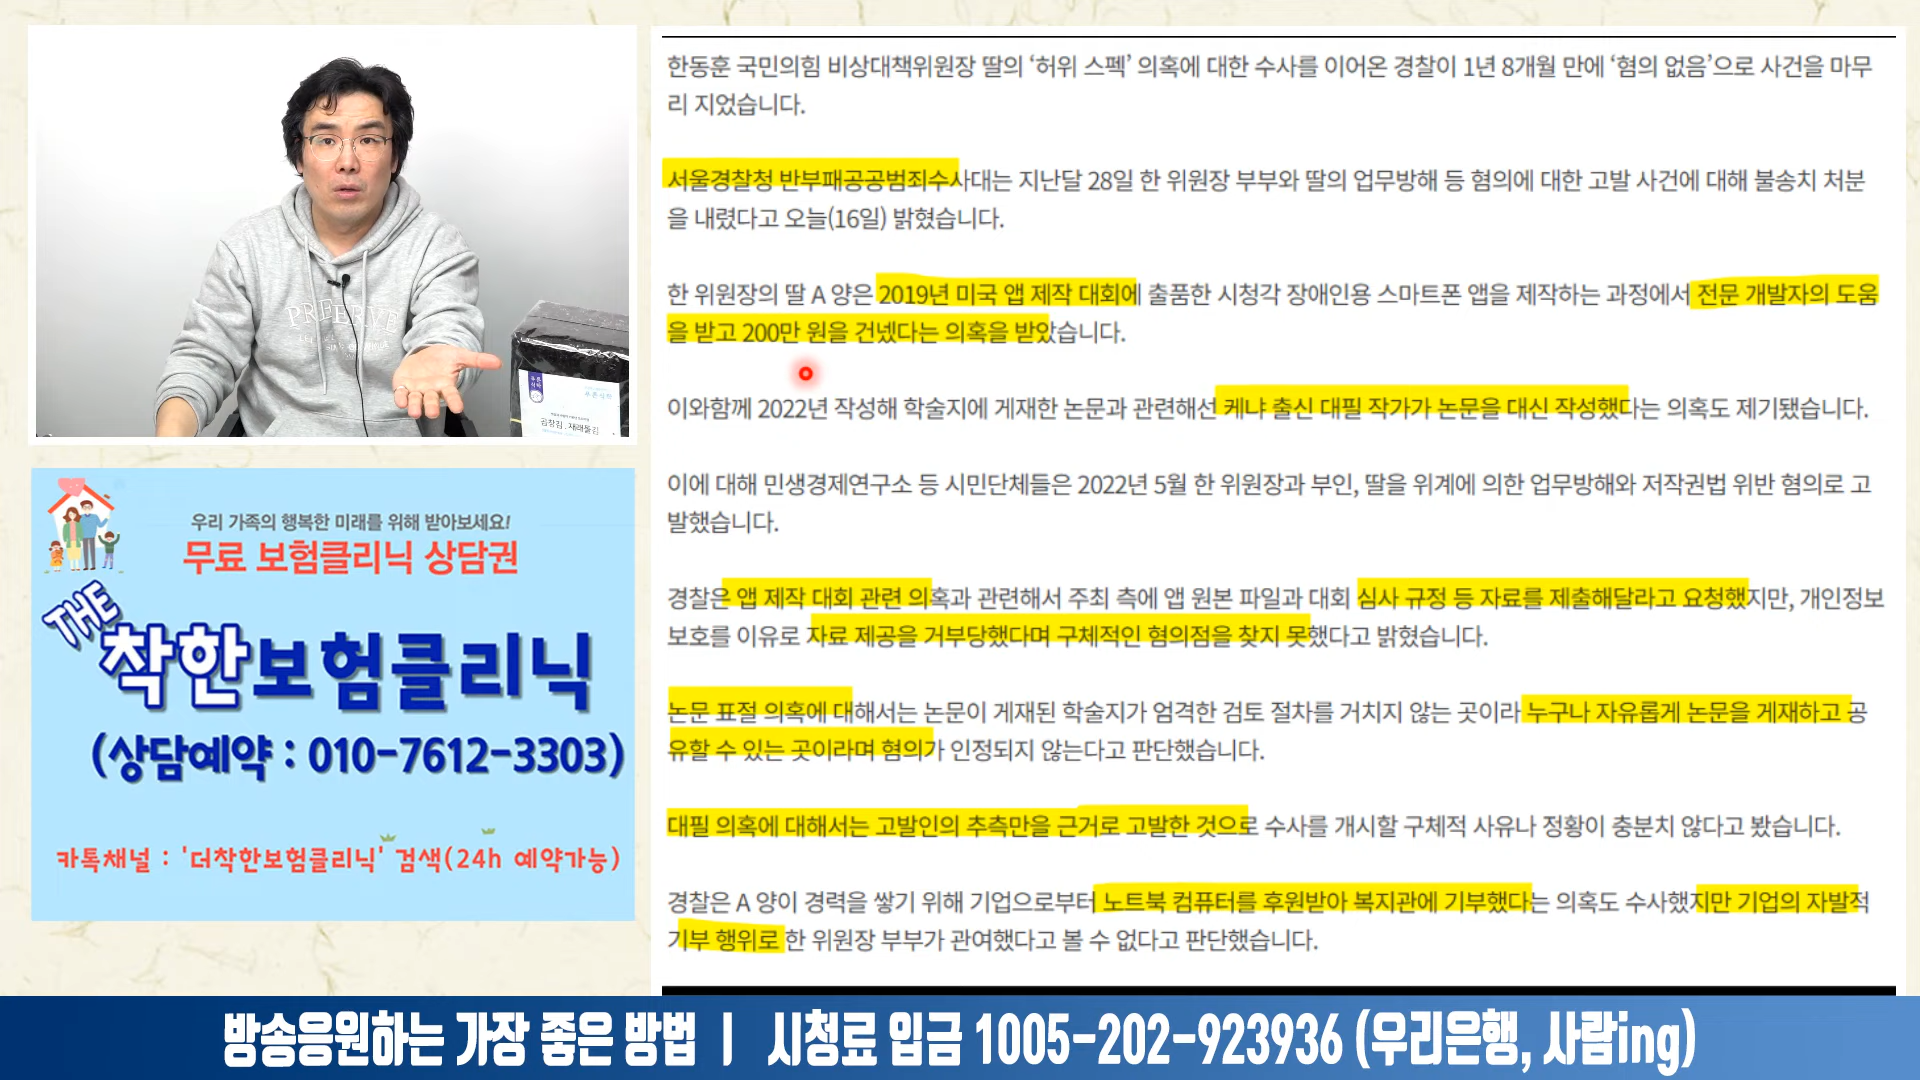 한동훈 국민의힘 비상대책위원장 딸의 ‘허위 스펙’ 의혹에 대한 수사를 이어온 경찰이 1년 8개월 만에 ‘혐의 없음’으로 사건을 마무
리 지었습니다.
서울경찰청 반부패공공범죄수사대는 지난달 28일 한 위원장 부부와 딸의 업무방해 등 혐의에 대한 고발 사건에 대해 불송치 처분
을 내렸다고 오늘(16일) 밝혔습니다.
한 위원장의 딸 A 양은 2019년 미국 앱 제작 대회에 출품한 시청각 장애인용 스마트폰 앱을 제작하는 과정에서 전문 개발자의 도움
을 받고 200만 원을 건넸다는 의혹을 받았습니다.
이와함께 2022년 작성해 학술지에 게재한 논문과 관련해선 케냐 출신 대필 작가가 논문을 대신 작성했다는 의혹도 제기됐습니다.
이에 대해 민생경제연구소 등 시민단체들은 2022년 5월 한 위원장과 부인, 딸을 위계에 의한 업무방해와 저작권법 위반 혐의로 고
발했습니다.
경찰은 앱 제작 대회 관련 의혹과 관련해서 주최 측에 앱 원본 파일과 대회 심사 규정 등 자료를 제출해달라고 요청했지만, 개인정보
보호를 이유로 자료 제공을 거부당했다며 구체적인 혐의점을 찾지 못했다고 밝혔습니다.
논문 표절 의혹에 대해서는 논문이 게재된 학술지가 엄격한 검토 절차를 거치지 않는 곳이라 누구나 자유롭게 논문을 게재하고 공
유할 수 있는 곳이라며 혐의가 인정되지 않는다고 판단했습니다.
대필 의혹에 대해서는 고발인의 추측만을 근거로 고발한 것으로 수사를 개시할 구체적 사유나 정황이 충분치 않다고 봤습니다.
경찰은 A 양이 경력을 쌓기 위해 기업으로부터 노트북 컴퓨터를 후원받아 복지관에 기부했다는 의혹도 수사했지만 기업의 자발적
기부 행위로 한 위원장 부부가 관여했다고 볼 수 없다고 판단했습니다.
PREFERVE
푸른식탁
곱창김, 재래돌김
우리 가족의 행복한 미래를 위해 받아보세요!
무료 보험클리닉 상담권
THE
착한보험클리닉
(상담예약 : 010-7612-3303)
카톡채널 : '더착한보험클리닉' 검색(24h 예약가능)
방송응원하는 가장 좋은 방법 | 시청료 입금 1005-202-923936 (우리은행, 사람ing)